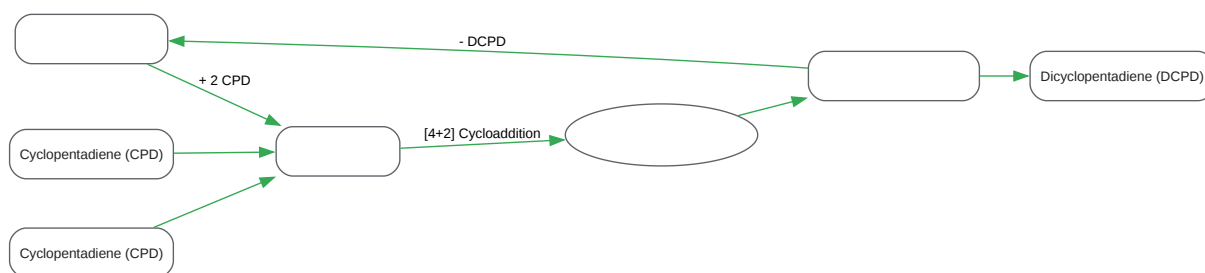 - DCPD
+ 2 CPD
Dicyclopentadiene (DCPD)
[4+2] Cycloaddition
Cyclopentadiene (CPD)
Cyclopentadiene (CPD)